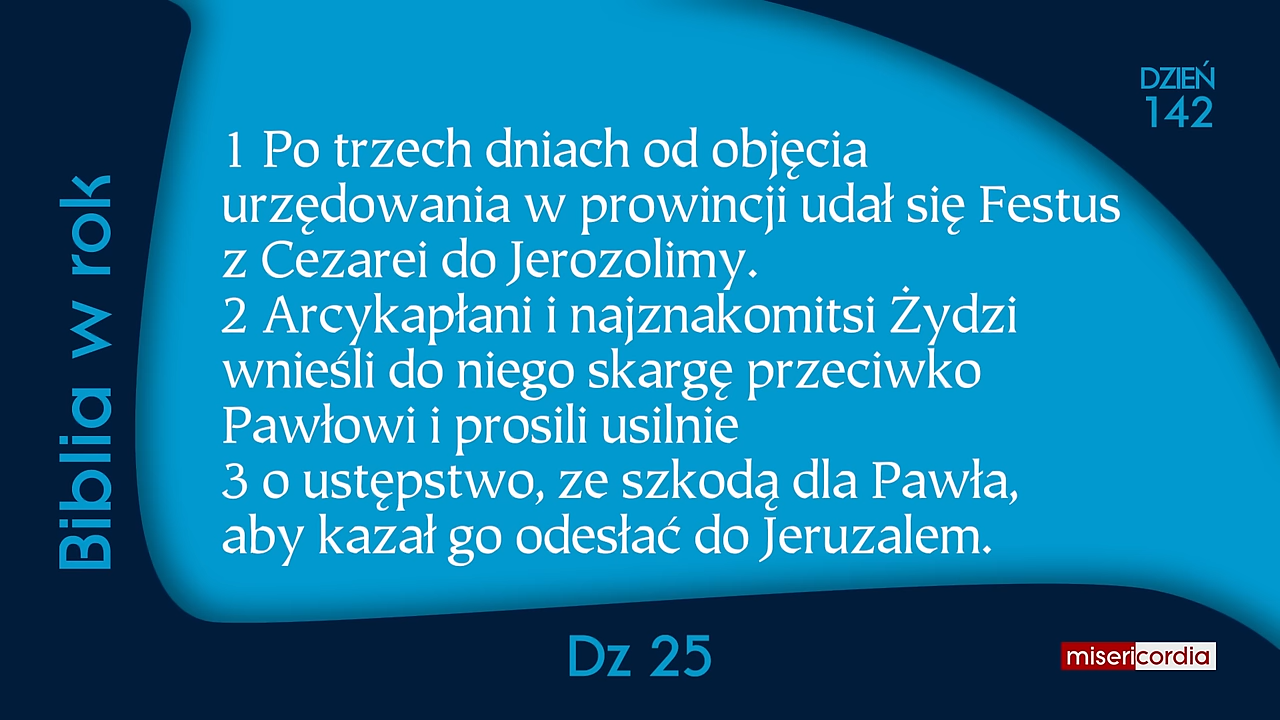 DZIEŃ
142
1 Po trzech dniach od objęcia
urzędowania w prowincji udał się Festus
z Cezarei do Jerozolimy.
2 Arcykapłani i najznakomitsi Żydzi
wnieśli do niego skargę przeciwko
Pawłowi i prosili usilnie
3 o ustępstwo, ze szkodą dla Pawła,
aby kazał go odesłać do Jeruzalem.
Biblia w rok
Dz 25
misericordia